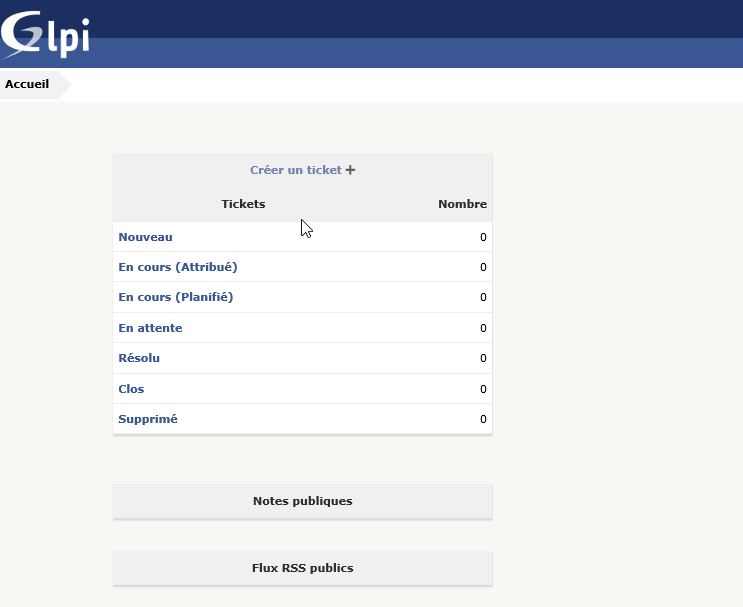 Glpi
Accueil
Créer un ticket +
Tickets Nombre
Nouveau 0
En cours (Attribué) 0
En cours (Planifié) 0
En attente 0
Résolu 0
Clos 0
Supprimé 0
Notes publiques
Flux RSS publics